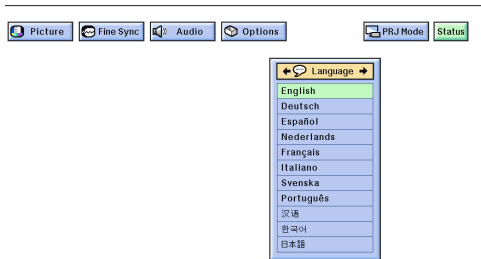 Picture Fine Sync Audio Options PRJ Mode Status
Language
English
Deutsch
Español
Nederlands
Français
Italiano
Svenska
Português
汉语
한국어
日本語